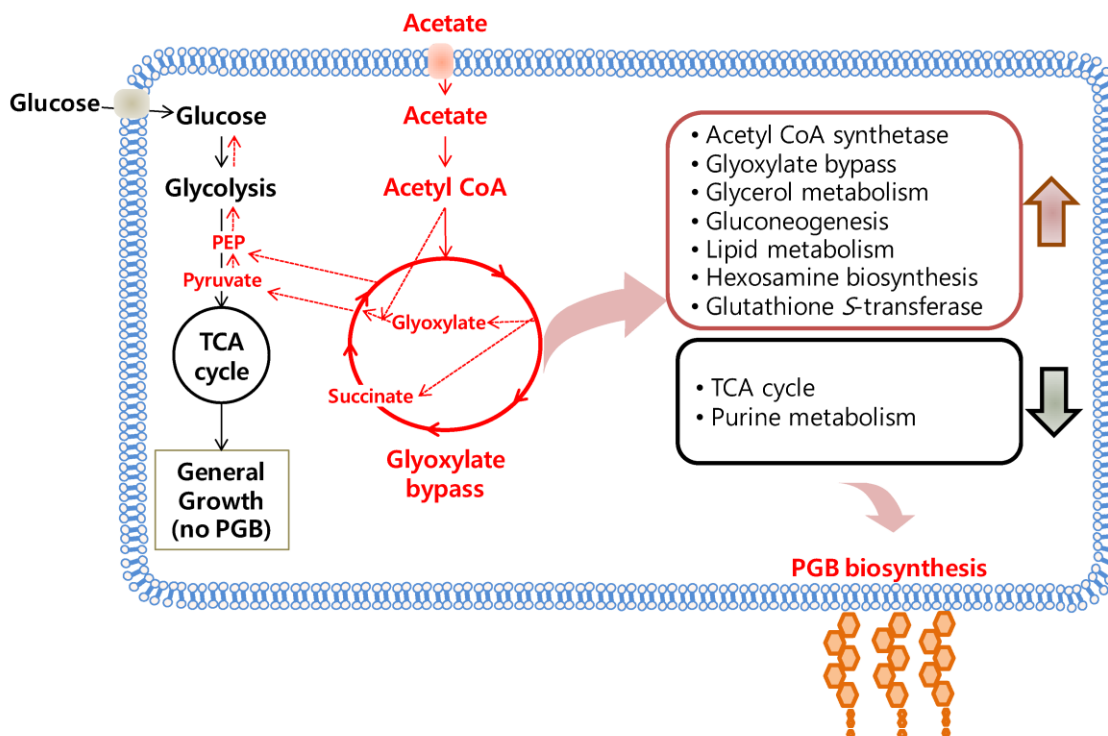 Acetate
Glucose
Glucose
Glycolysis
PEP
Pyruvate
TCA
cycle
General
Growth
(no PGB)
Acetate
Acetyl CoA
Glyoxylate
Succinate
Glyoxylate
bypass
• Acetyl CoA synthetase
• Glyoxylate bypass
• Glycerol metabolism
• Gluconeogenesis
• Lipid metabolism
• Hexosamine biosynthesis
• Glutathione S-transferase
• TCA cycle
• Purine metabolism
PGB biosynthesis